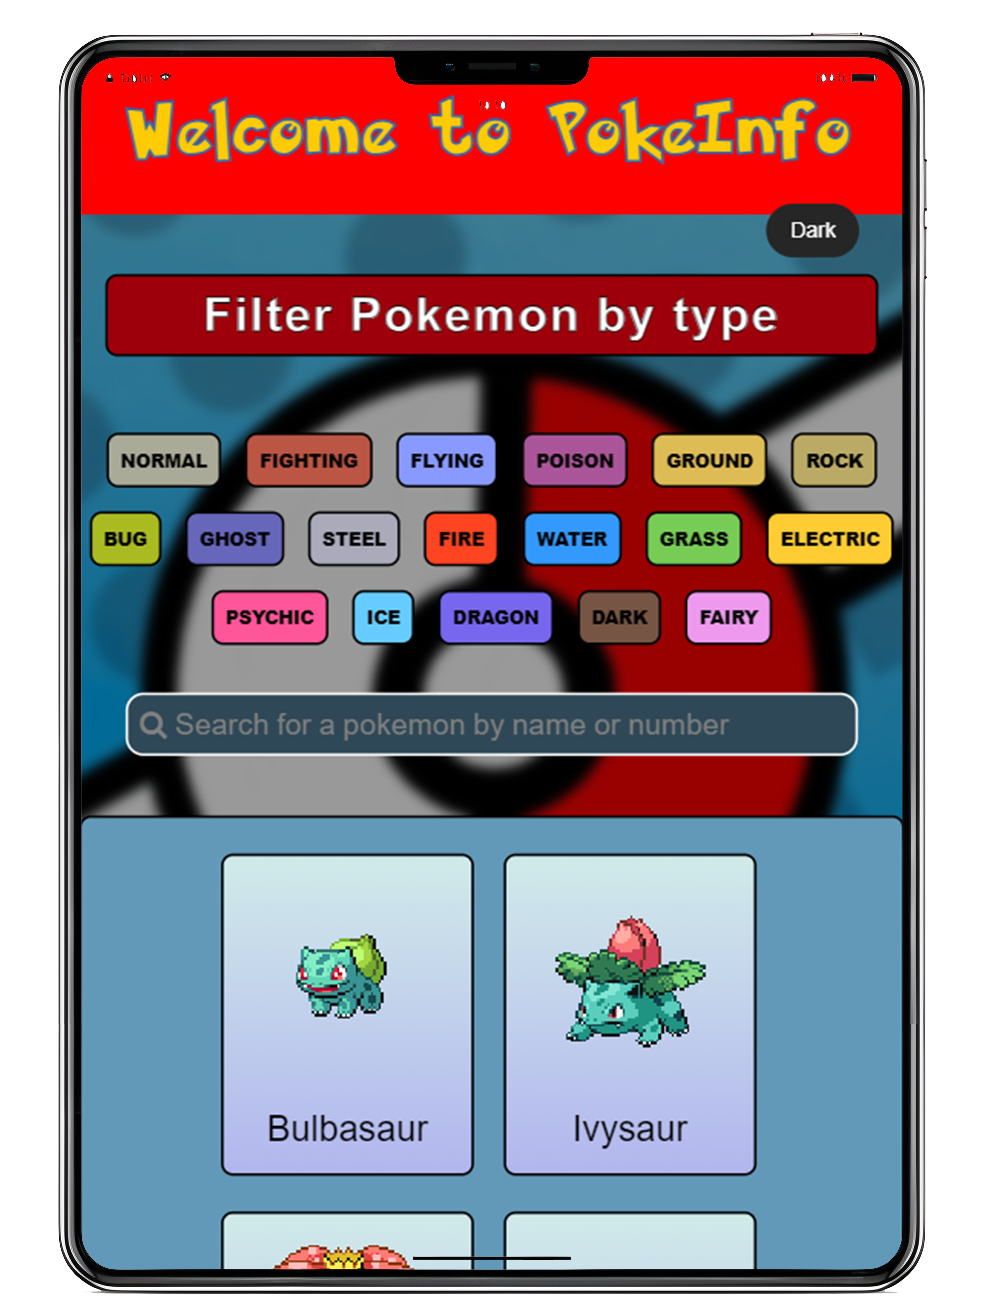 Welcome to PokeInfo
Dark
Filter Pokemon by type
NORMAL FIGHTING FLYING POISON GROUND ROCK
BUG GHOST STEEL FIRE WATER GRASS ELECTRIC
PSYCHIC ICE DRAGON DARK FAIRY
Search for a pokemon by name or number
Bulbasaur Ivysaur